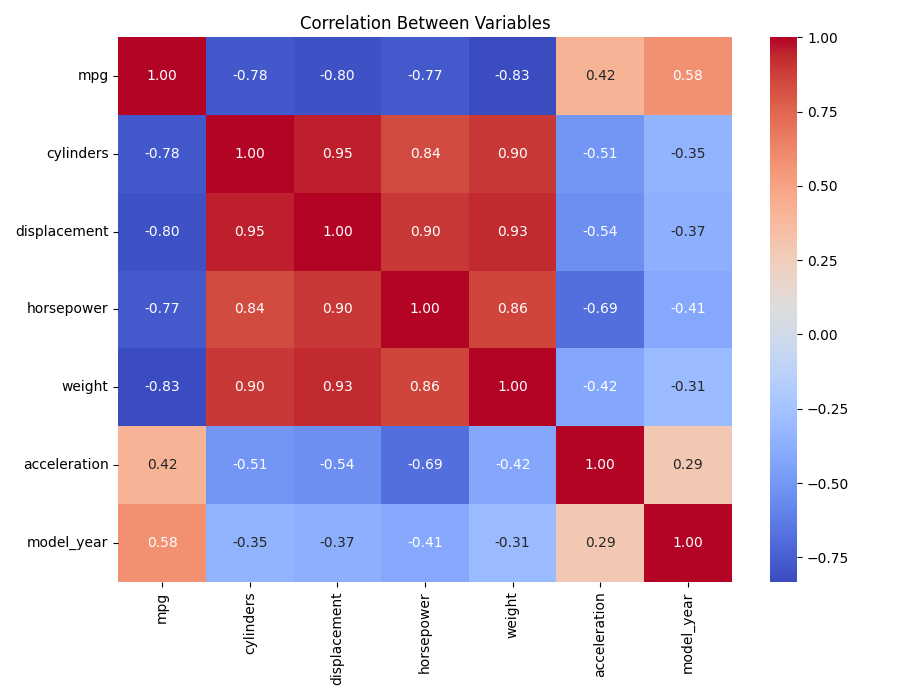 Correlation Between Variables
mpg 1.00 -0.78 -0.80 -0.77 -0.83 0.42 0.58
cylinders -0.78 1.00 0.95 0.84 0.90 -0.51 -0.35
displacement -0.80 0.95 1.00 0.90 0.93 -0.54 -0.37
horsepower -0.77 0.84 0.90 1.00 0.86 -0.69 -0.41
weight -0.83 0.90 0.93 0.86 1.00 -0.42 -0.31
acceleration 0.42 -0.51 -0.54 -0.69 -0.42 1.00 0.29
model_year 0.58 -0.35 -0.37 -0.41 -0.31 0.29 1.00
mpg cylinders displacement horsepower weight acceleration model_year
1.00
0.75
0.50
0.25
0.00
−0.25
−0.50
−0.75